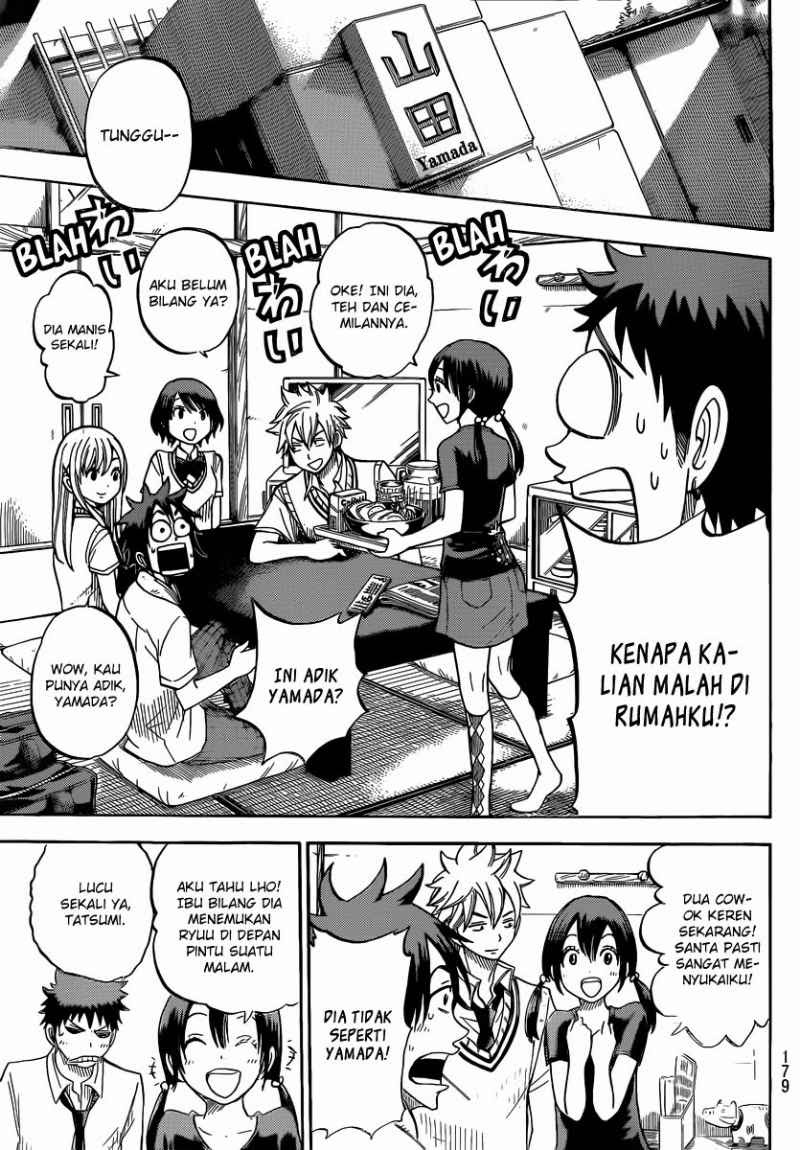 山田
Yamada
TUNGGU--
KENAPA KA-
LIAN MALAH DI
RUMAHKU!?
BLAH
わい
OKE! INI DIA,
TEH DAN CE-
MILANNYA.
BLAH
わい
AKU BELUM
BILANG YA?
BLAH
わい
DIA MANIS
SEKALI!
INI ADIK
YAMADA?
WOW, KAU
PUNYA ADIK,
YAMADA?
DUA COW-
OK KEREN
SEKARANG!
SANTA PASTI
SANGAT ME-
NYUKAIKU!
DIA TIDAK
SEPERTI
YAMADA.
AKU TAHU LHO!
IBU BILANG DIA
MENEMUKAN
RYUU DI DEPAN
PINTU SUATU
MALAM.
LUCU
SEKALI YA,
TATSUMI.
179